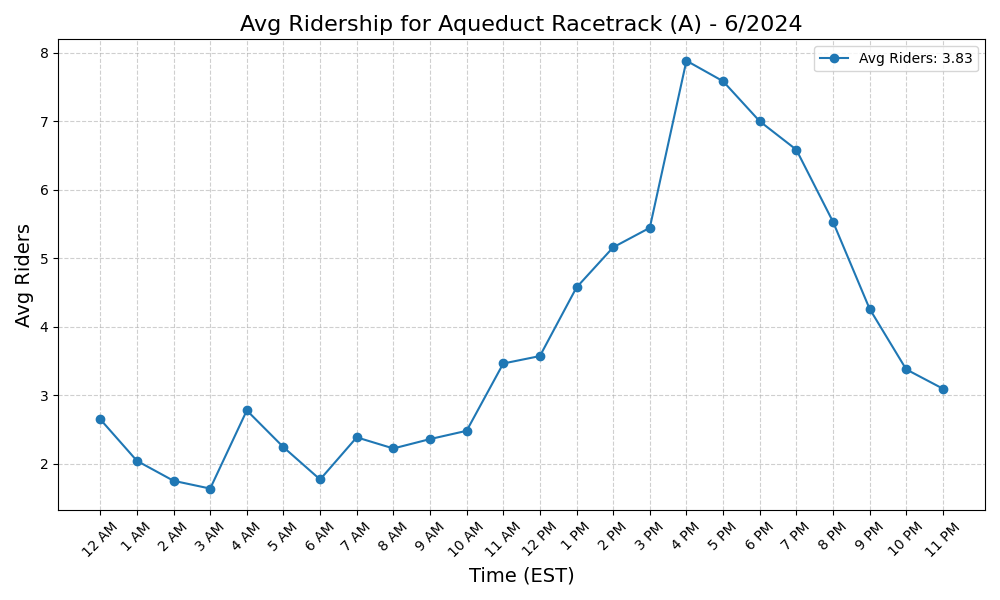 Avg Ridership for Aqueduct Racetrack (A) - 6/2024
Avg Riders: 3.83
Avg Riders
8
7
6
5
4
3
2
12 AM
1 AM
2 AM
3 AM
4 AM
5 AM
6 AM
7 AM
8 AM
9 AM
10 AM
11 AM
12 PM
1 PM
2 PM
3 PM
4 PM
5 PM
6 PM
7 PM
8 PM
9 PM
10 PM
11 PM
Time (EST)